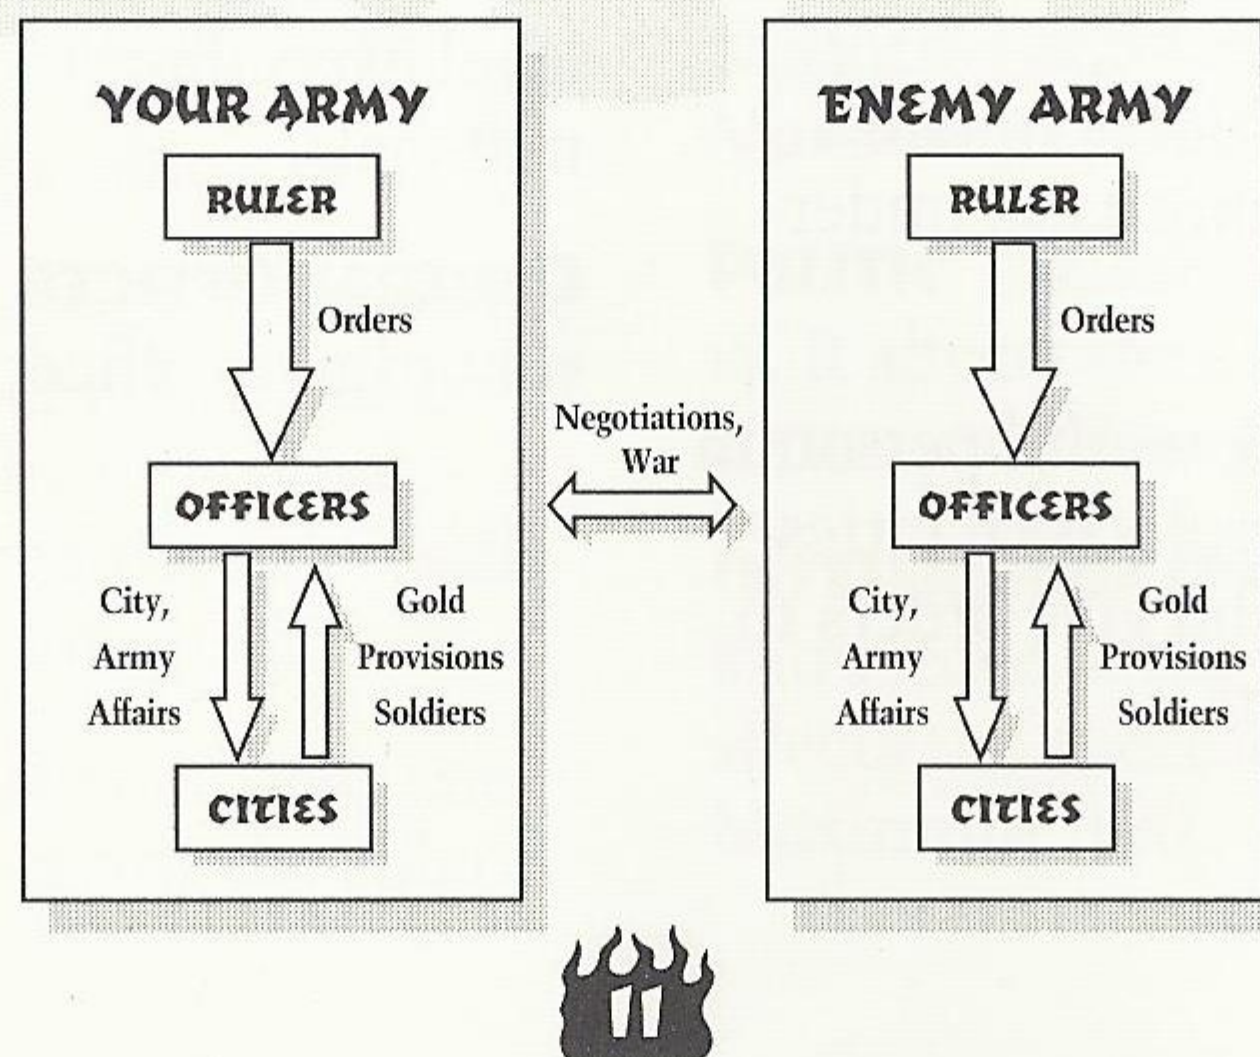 YOUR ARMY
RULER
Orders
OFFICERS
City,
Army
Affairs
Gold
Provisions
Soldiers
CITIES
Negotiations,
War
ENEMY ARMY
RULER
Orders
OFFICERS
City,
Army
Affairs
Gold
Provisions
Soldiers
CITIES
11